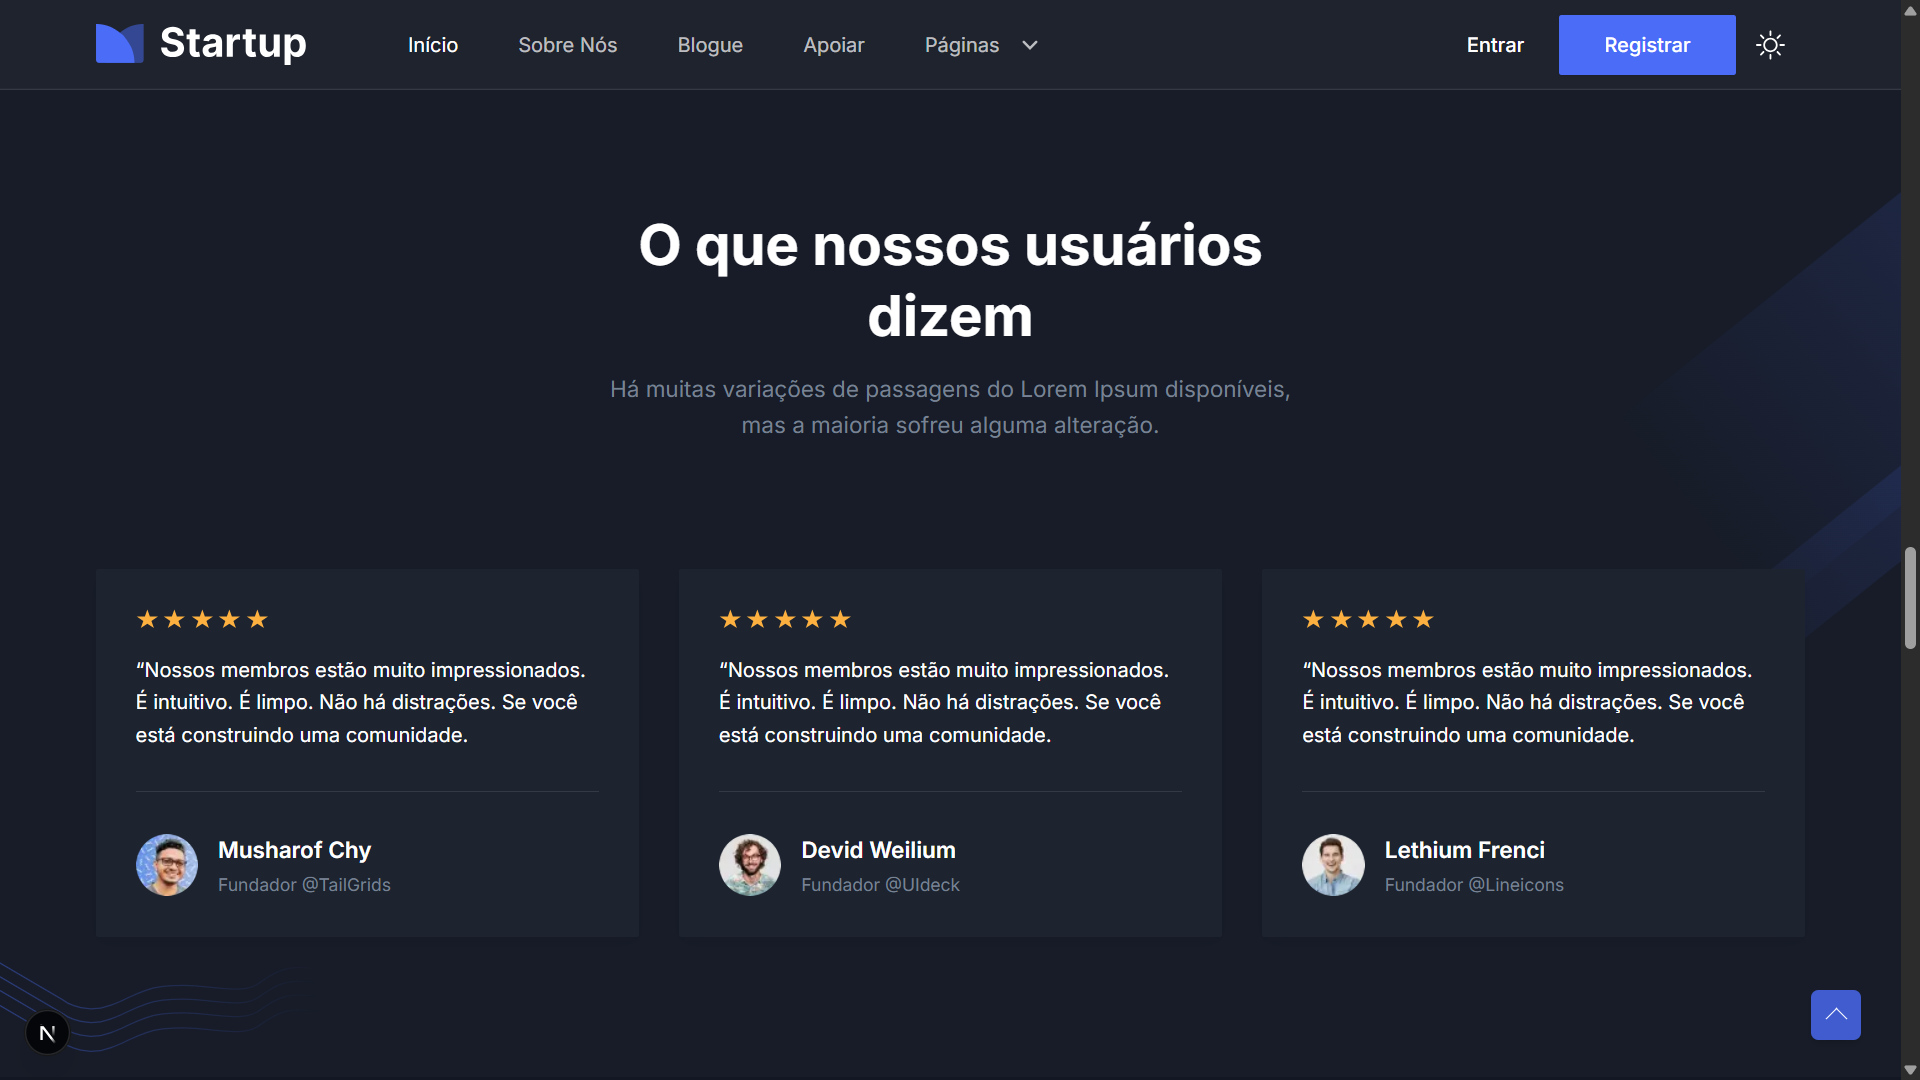 Startup
Início
Sobre Nós
Blogue
Apoiar
Páginas
Entrar
Registrar
O que nossos usuários
dizem
Há muitas variações de passagens do Lorem Ipsum disponíveis,
mas a maioria sofreu alguma alteração.
“Nossos membros estão muito impressionados.
É intuitivo. É limpo. Não há distrações. Se você
está construindo uma comunidade.
Musharof Chy
Fundador @TailGrids
“Nossos membros estão muito impressionados.
É intuitivo. É limpo. Não há distrações. Se você
está construindo uma comunidade.
Devid Weilium
Fundador @UIdeck
“Nossos membros estão muito impressionados.
É intuitivo. É limpo. Não há distrações. Se você
está construindo uma comunidade.
Lethium Frenci
Fundador @Lineicons
N